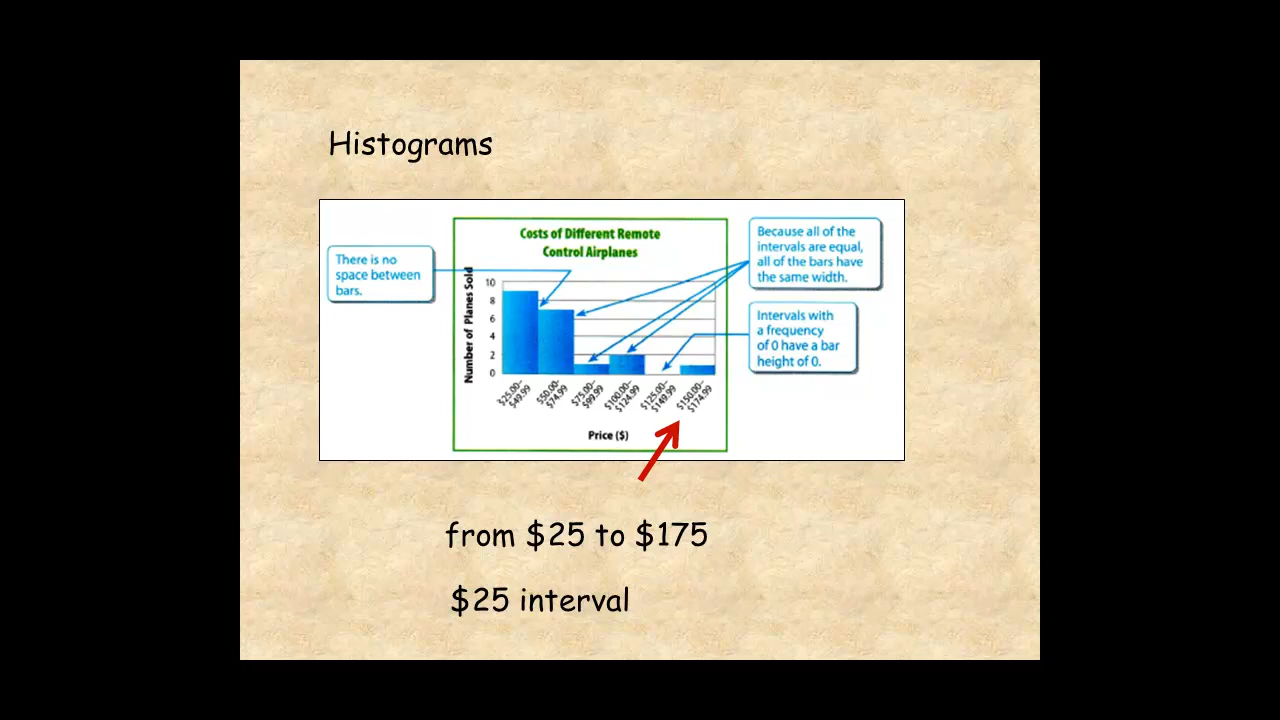 Histograms
Costs of Different Remote
Control Airplanes
There is no
space between
bars.
Because all of the
intervals are equal,
all of the bars have
the same width.
Intervals with
a frequency
of 0 have a bar
height of 0.
Number of Planes Sold
10
8
6
4
2
0
$25.00–
$49.99
$50.00–
$74.99
$75.00–
$99.99
$100.00–
$124.99
$125.00–
$149.99
$150.00–
$174.99
Price ($)
from $25 to $175
$25 interval